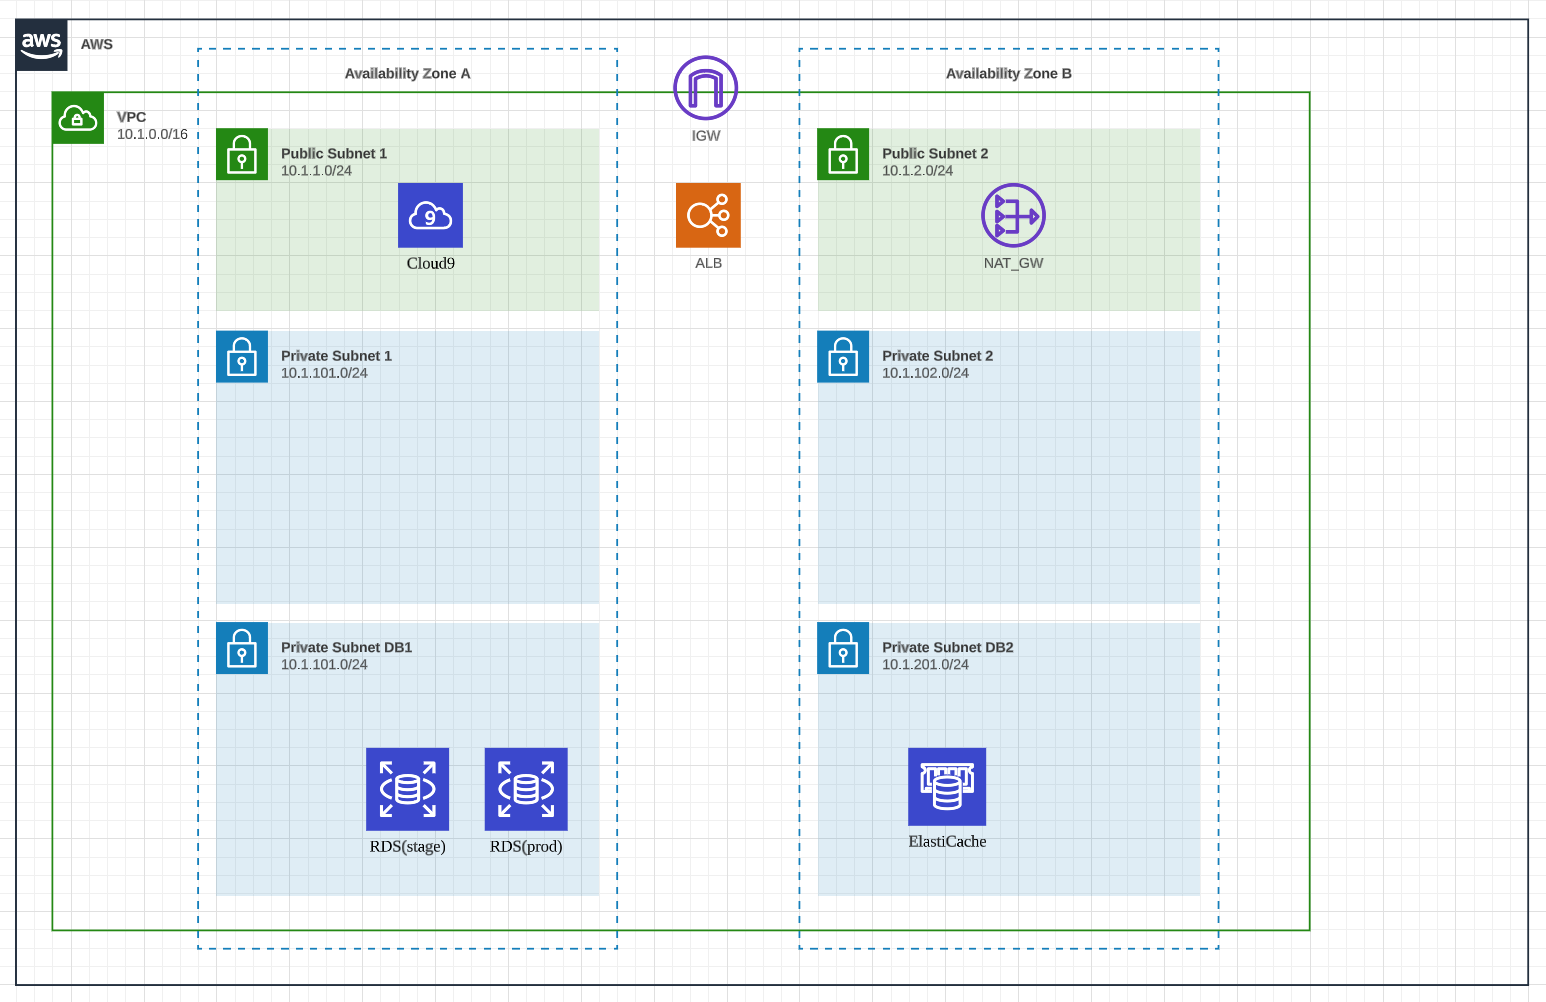 aws
AWS
Availability Zone A
Availability Zone B
VPC
10.1.0.0/16
IGW
Public Subnet 1
10.1.1.0/24
9
Cloud9
ALB
Public Subnet 2
10.1.2.0/24
NAT_GW
Private Subnet 1
10.1.101.0/24
Private Subnet 2
10.1.102.0/24
Private Subnet DB1
10.1.101.0/24
RDS(stage)
RDS(prod)
Private Subnet DB2
10.1.201.0/24
ElastiCache